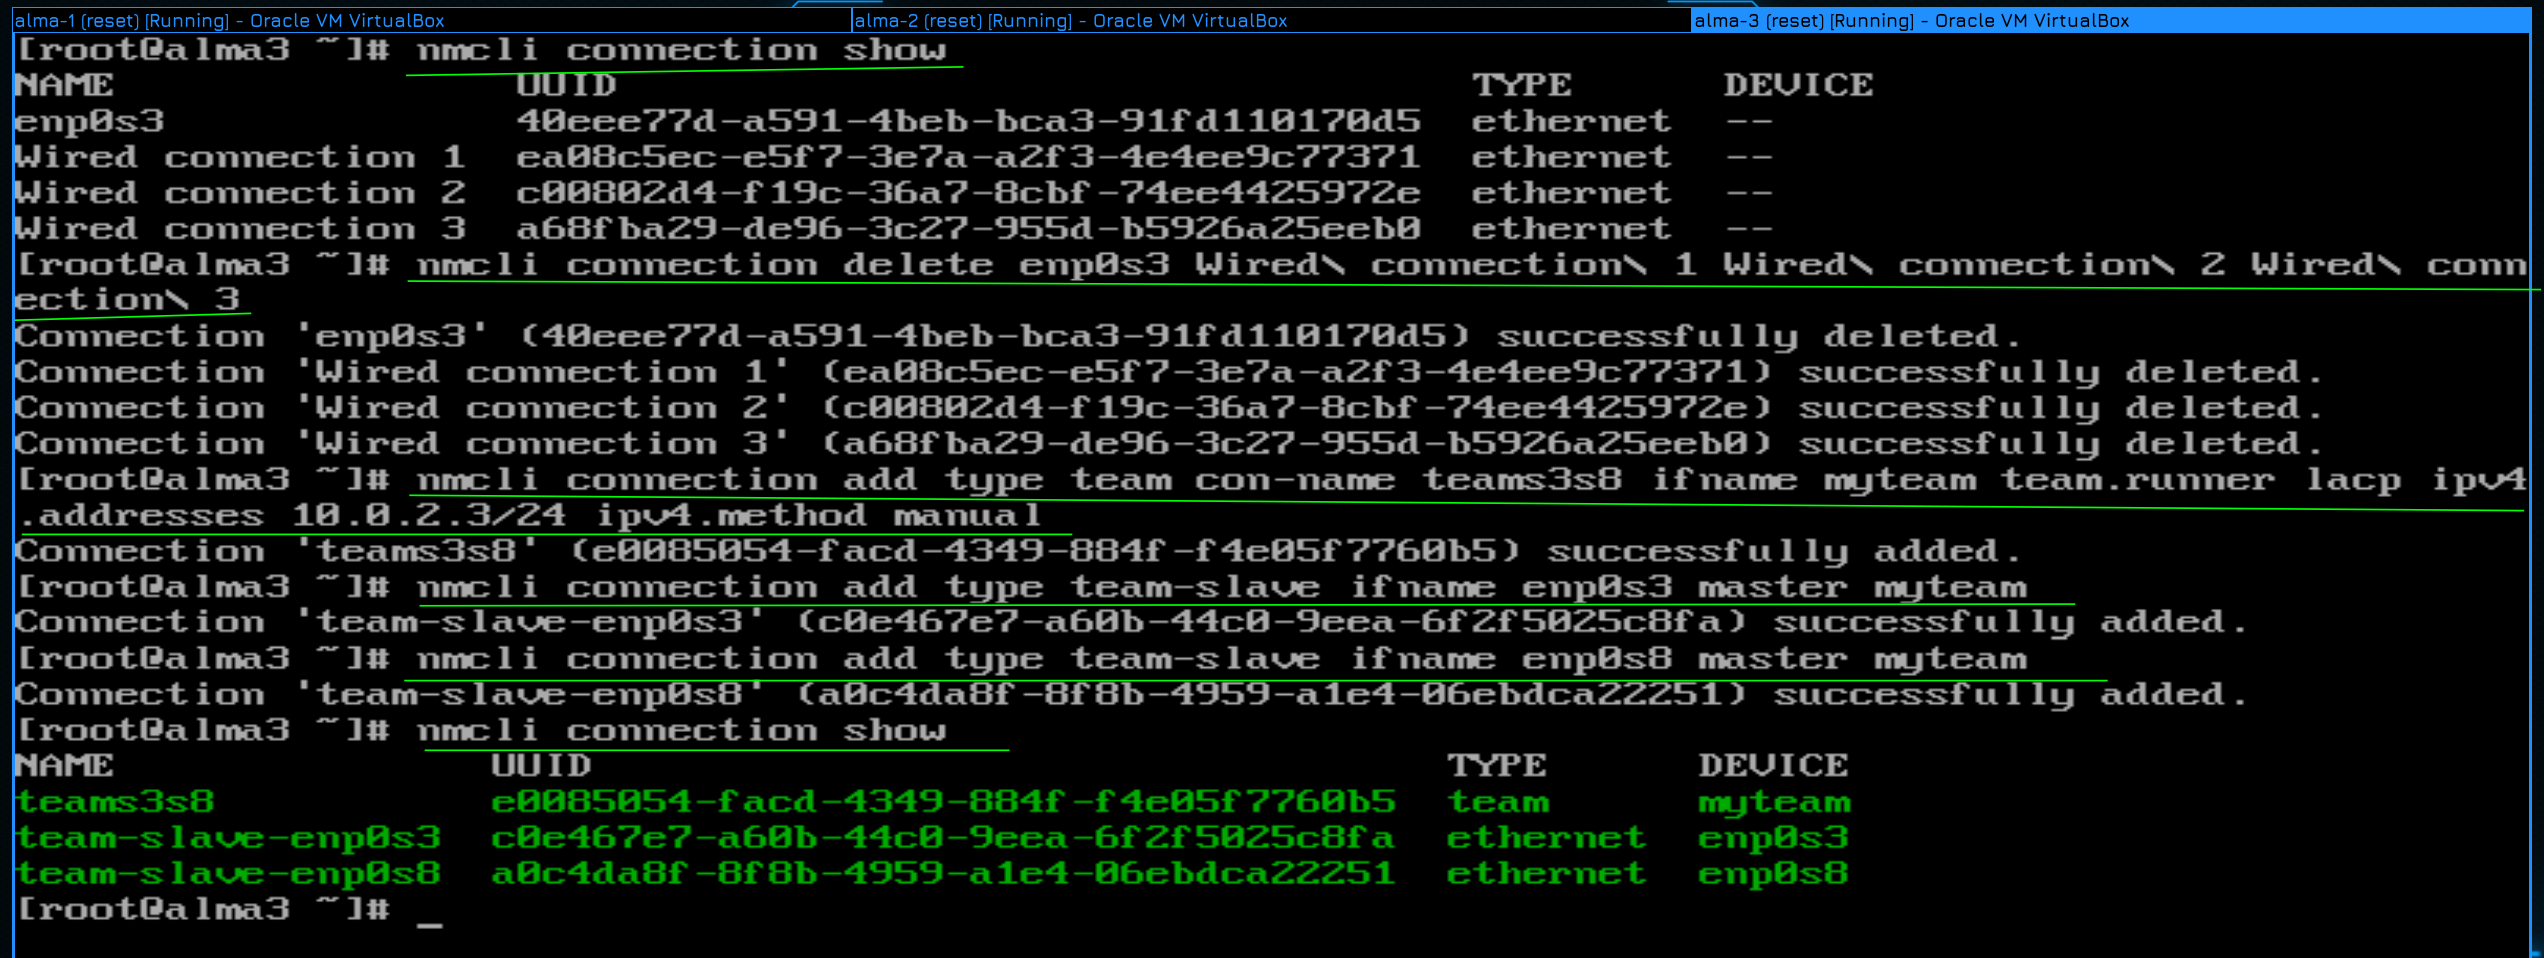 alma-1 (reset) [Running] - Oracle VM VirtualBox
alma-2 (reset) [Running] - Oracle VM VirtualBox
alma-3 (reset) [Running] - Oracle VM VirtualBox
[root@alma3 ~]# nmcli connection show
NAME UUID TYPE DEVICE
enp0s3 40eee77d-a591-4beb-bca3-91fd110170d5 ethernet --
Wired connection 1 ea08c5ec-e5f7-3e7a-a2f3-4e4ee9c77371 ethernet --
Wired connection 2 c00802d4-f19c-36a7-8cbf-74ee4425972e ethernet --
Wired connection 3 a68fba29-de96-3c27-955d-b5926a25eeb0 ethernet --
[root@alma3 ~]# nmcli connection delete enp0s3 Wired\ connection\ 1 Wired\ connection\ 2 Wired\ conn
ection\ 3
Connection 'enp0s3' (40eee77d-a591-4beb-bca3-91fd110170d5) successfully deleted.
Connection 'Wired connection 1' (ea08c5ec-e5f7-3e7a-a2f3-4e4ee9c77371) successfully deleted.
Connection 'Wired connection 2' (c00802d4-f19c-36a7-8cbf-74ee4425972e) successfully deleted.
Connection 'Wired connection 3' (a68fba29-de96-3c27-955d-b5926a25eeb0) successfully deleted.
[root@alma3 ~]# nmcli connection add type team con-name teams3s8 ifname myteam team.runner lacp ipv4
.addresses 10.0.2.3/24 ipv4.method manual
Connection 'teams3s8' (e0085054-facd-4349-884f-f4e05f7760b5) successfully added.
[root@alma3 ~]# nmcli connection add type team-slave ifname enp0s3 master myteam
Connection 'team-slave-enp0s3' (c0e467e7-a60b-44c0-9eea-6f2f5025c8fa) successfully added.
[root@alma3 ~]# nmcli connection add type team-slave ifname enp0s8 master myteam
Connection 'team-slave-enp0s8' (a0c4da8f-8f8b-4959-a1e4-06ebdca22251) successfully added.
[root@alma3 ~]# nmcli connection show
NAME UUID TYPE DEVICE
teams3s8 e0085054-facd-4349-884f-f4e05f7760b5 team myteam
team-slave-enp0s3 c0e467e7-a60b-44c0-9eea-6f2f5025c8fa ethernet enp0s3
team-slave-enp0s8 a0c4da8f-8f8b-4959-a1e4-06ebdca22251 ethernet enp0s8
[root@alma3 ~]# _